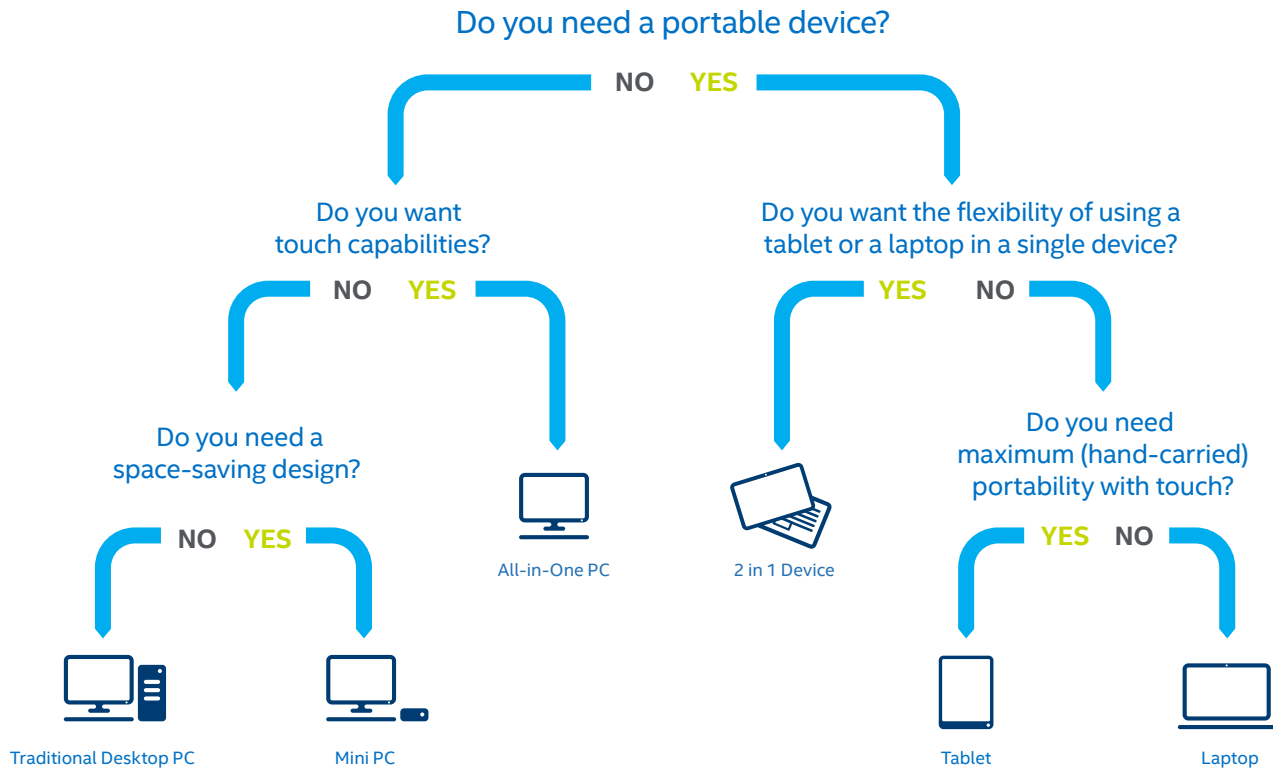 Do you need a portable device?
NO YES
Do you want
touch capabilities?
Do you want the flexibility of using a
tablet or a laptop in a single device?
NO YES
YES NO
Do you need a
space-saving design?
Do you need
maximum (hand-carried)
portability with touch?
NO YES
All-in-One PC
2 in 1 Device
YES NO
Traditional Desktop PC
Mini PC
Tablet
Laptop